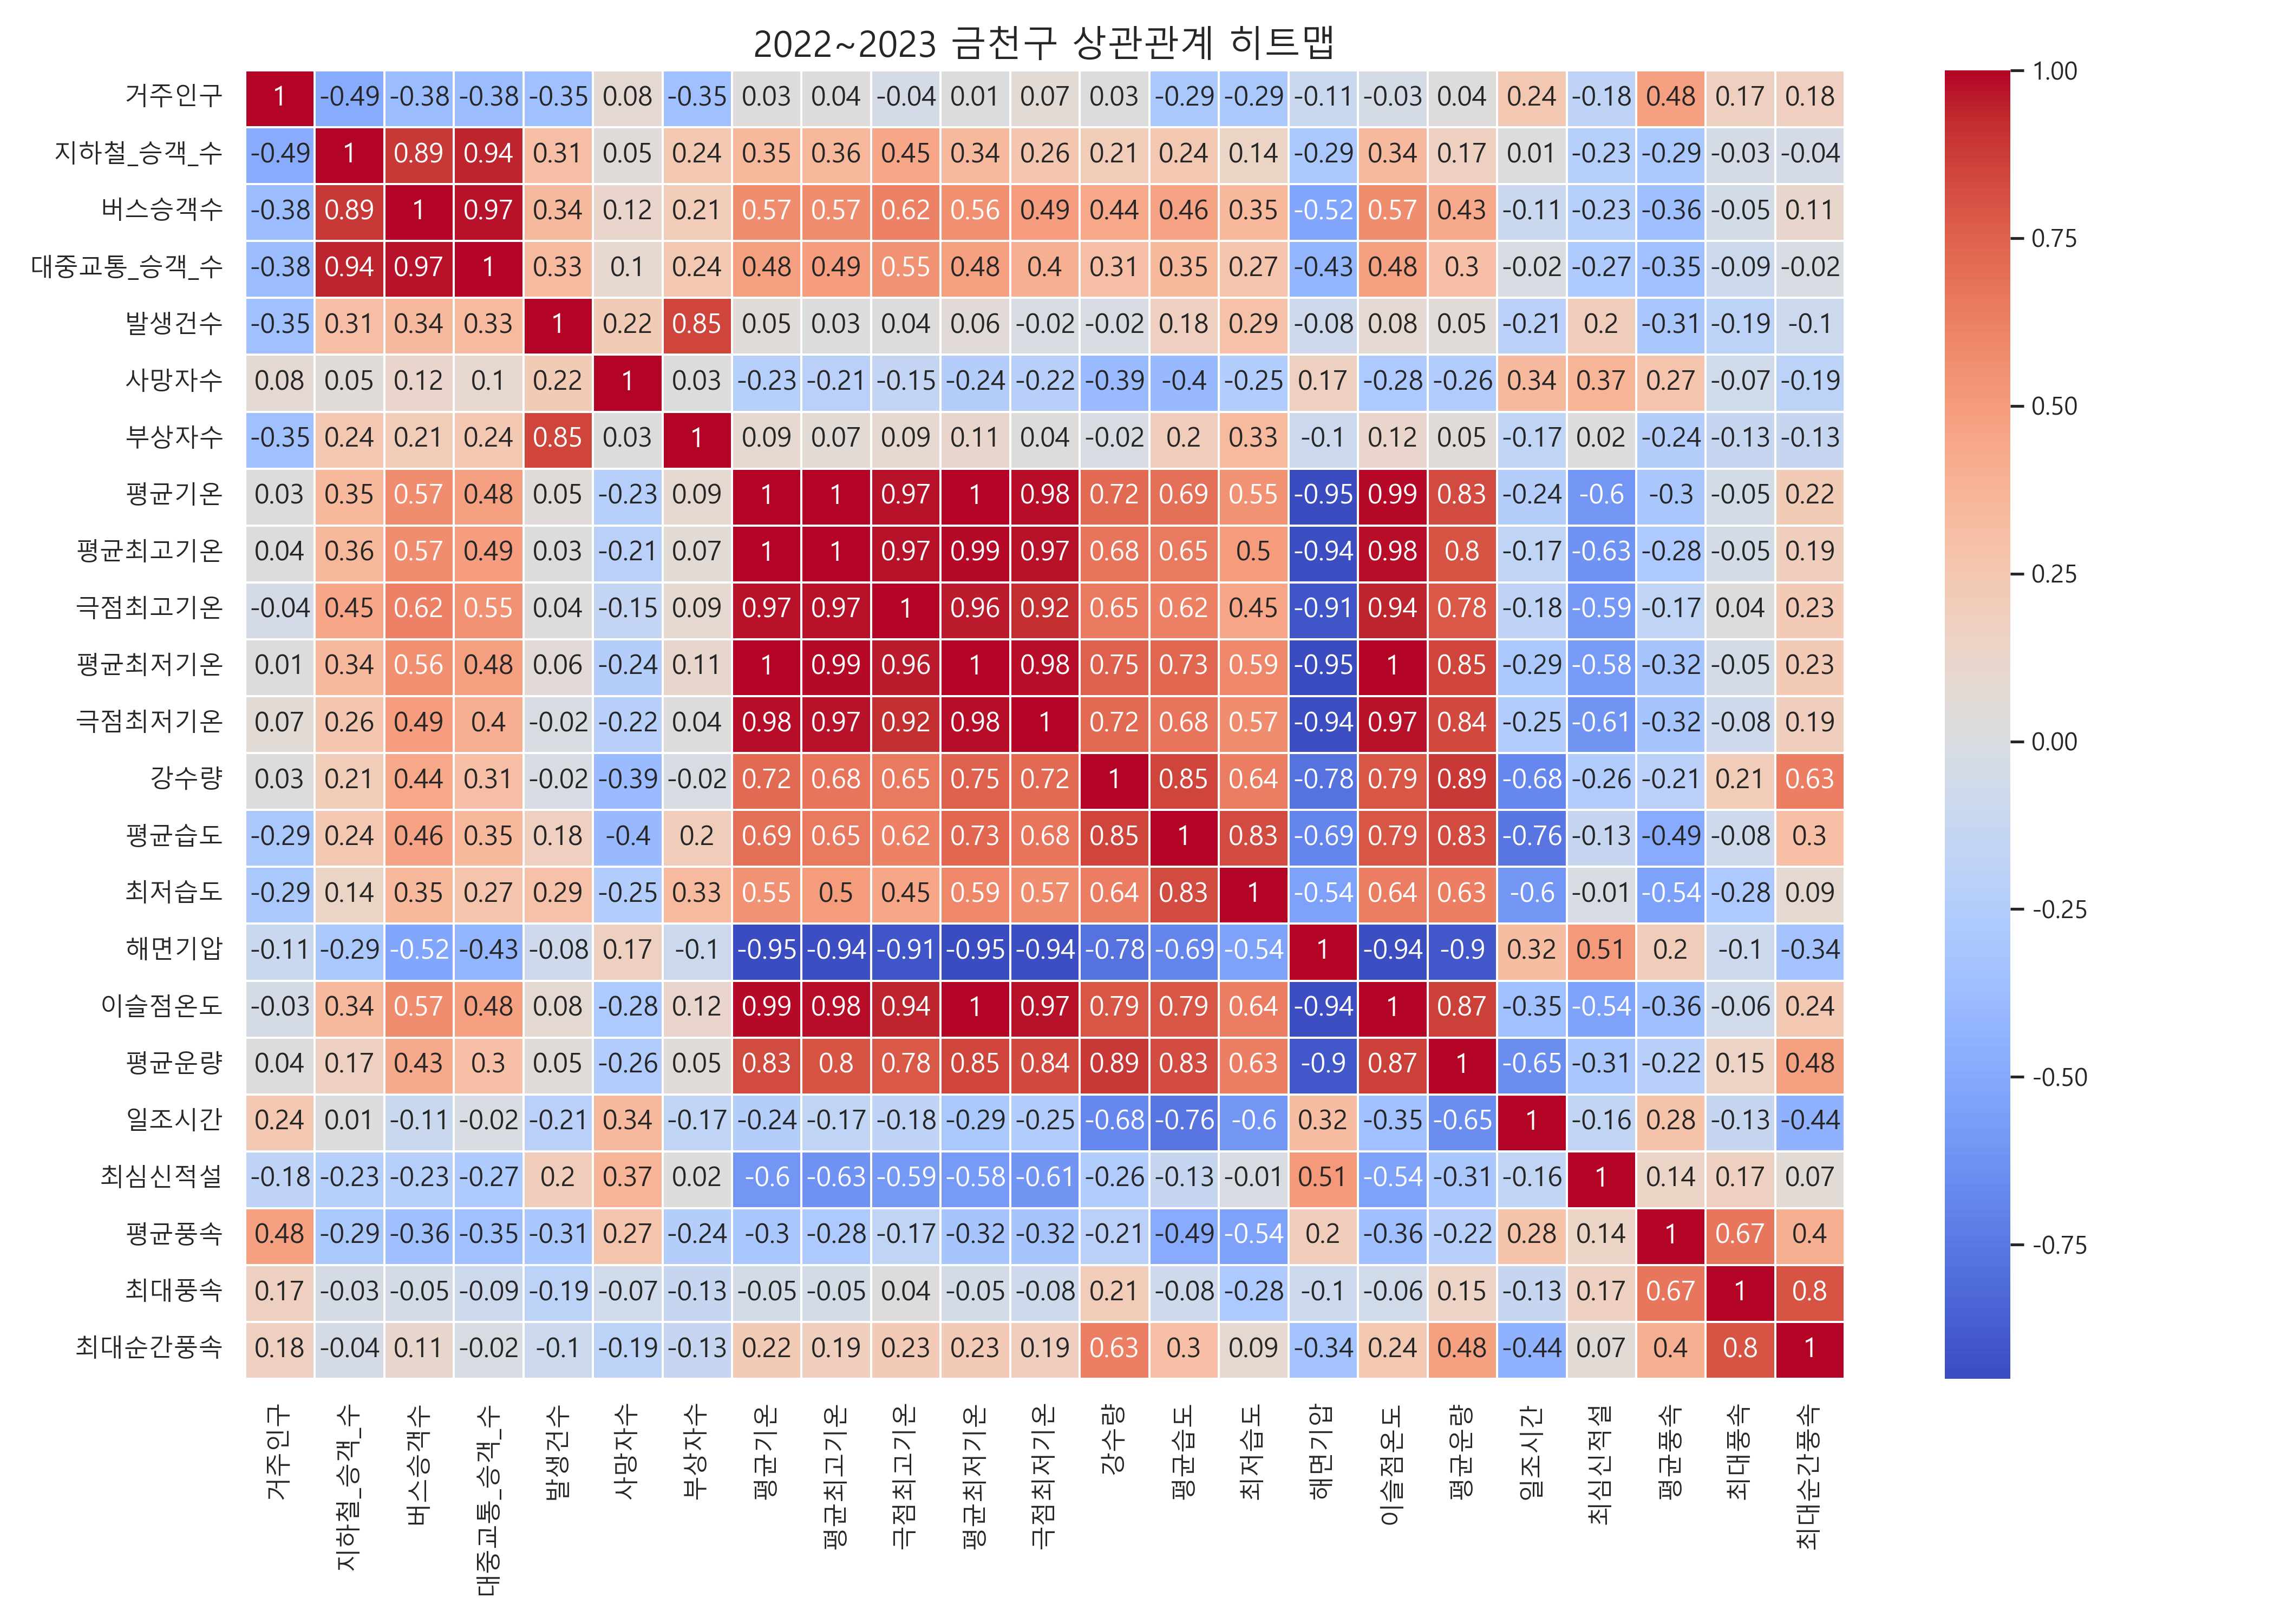 2022~2023 금천구 상관관계 히트맵
거주인구 1 -0.49 -0.38 -0.38 -0.35 0.08 -0.35 0.03 0.04 -0.04 0.01 0.07 0.03 -0.29 -0.29 -0.11 -0.03 0.04 0.24 -0.18 0.48 0.17 0.18
지하철_승객_수 -0.49 1 0.89 0.94 0.31 0.05 0.24 0.35 0.36 0.45 0.34 0.26 0.21 0.24 0.14 -0.29 0.34 0.17 0.01 -0.23 -0.29 -0.03 -0.04
버스승객수 -0.38 0.89 1 0.97 0.34 0.12 0.21 0.57 0.57 0.62 0.56 0.49 0.44 0.46 0.35 -0.52 0.57 0.43 -0.11 -0.23 -0.36 -0.05 0.11
대중교통_승객_수 -0.38 0.94 0.97 1 0.33 0.1 0.24 0.48 0.49 0.55 0.48 0.4 0.31 0.35 0.27 -0.43 0.48 0.3 -0.02 -0.27 -0.35 -0.09 -0.02
발생건수 -0.35 0.31 0.34 0.33 1 0.22 0.85 0.05 0.03 0.04 0.06 -0.02 -0.02 0.18 0.29 -0.08 0.08 0.05 -0.21 0.2 -0.31 -0.19 -0.1
사망자수 0.08 0.05 0.12 0.1 0.22 1 0.03 -0.23 -0.21 -0.15 -0.24 -0.22 -0.39 -0.4 -0.25 0.17 -0.28 -0.26 0.34 0.37 0.27 -0.07 -0.19
부상자수 -0.35 0.24 0.21 0.24 0.85 0.03 1 0.09 0.07 0.09 0.11 0.04 -0.02 0.2 0.33 -0.1 0.12 0.05 -0.17 0.02 -0.24 -0.13 -0.13
평균기온 0.03 0.35 0.57 0.48 0.05 -0.23 0.09 1 1 0.97 1 0.98 0.72 0.69 0.55 -0.95 0.99 0.83 -0.24 -0.6 -0.3 -0.05 0.22
평균최고기온 0.04 0.36 0.57 0.49 0.03 -0.21 0.07 1 1 0.97 0.99 0.97 0.68 0.65 0.5 -0.94 0.98 0.8 -0.17 -0.63 -0.28 -0.05 0.19
극점최고기온 -0.04 0.45 0.62 0.55 0.04 -0.15 0.09 0.97 0.97 1 0.96 0.92 0.65 0.62 0.45 -0.91 0.94 0.78 -0.18 -0.59 -0.17 0.04 0.23
평균최저기온 0.01 0.34 0.56 0.48 0.06 -0.24 0.11 1 0.99 0.96 1 0.98 0.75 0.73 0.59 -0.95 1 0.85 -0.29 -0.58 -0.32 -0.05 0.23
극점최저기온 0.07 0.26 0.49 0.4 -0.02 -0.22 0.04 0.98 0.97 0.92 0.98 1 0.72 0.68 0.57 -0.94 0.97 0.84 -0.25 -0.61 -0.32 -0.08 0.19
강수량 0.03 0.21 0.44 0.31 -0.02 -0.39 -0.02 0.72 0.68 0.65 0.75 0.72 1 0.85 0.64 -0.78 0.79 0.89 -0.68 -0.26 -0.21 0.21 0.63
평균습도 -0.29 0.24 0.46 0.35 0.18 -0.4 0.2 0.69 0.65 0.62 0.73 0.68 0.85 1 0.83 -0.69 0.79 0.83 -0.76 -0.13 -0.49 -0.08 0.3
최저습도 -0.29 0.14 0.35 0.27 0.29 -0.25 0.33 0.55 0.5 0.45 0.59 0.57 0.64 0.83 1 -0.54 0.64 0.63 -0.6 -0.01 -0.54 -0.28 0.09
해면기압 -0.11 -0.29 -0.52 -0.43 -0.08 0.17 -0.1 -0.95 -0.94 -0.91 -0.95 -0.94 -0.78 -0.69 -0.54 1 -0.94 -0.9 0.32 0.51 0.2 -0.1 -0.34
이슬점온도 -0.03 0.34 0.57 0.48 0.08 -0.28 0.12 0.99 0.98 0.94 1 0.97 0.79 0.79 0.64 -0.94 1 0.87 -0.35 -0.54 -0.36 -0.06 0.24
평균운량 0.04 0.17 0.43 0.3 0.05 -0.26 0.05 0.83 0.8 0.78 0.85 0.84 0.89 0.83 0.63 -0.9 0.87 1 -0.65 -0.31 -0.22 0.15 0.48
일조시간 0.24 0.01 -0.11 -0.02 -0.21 0.34 -0.17 -0.24 -0.17 -0.18 -0.29 -0.25 -0.68 -0.76 -0.6 0.32 -0.35 -0.65 1 -0.16 0.28 -0.13 -0.44
최심신적설 -0.18 -0.23 -0.23 -0.27 0.2 0.37 0.02 -0.6 -0.63 -0.59 -0.58 -0.61 -0.26 -0.13 -0.01 0.51 -0.54 -0.31 -0.16 1 0.14 0.17 0.07
평균풍속 0.48 -0.29 -0.36 -0.35 -0.31 0.27 -0.24 -0.3 -0.28 -0.17 -0.32 -0.32 -0.21 -0.49 -0.54 0.2 -0.36 -0.22 0.28 0.14 1 0.67 0.4
최대풍속 0.17 -0.03 -0.05 -0.09 -0.19 -0.07 -0.13 -0.05 -0.05 0.04 -0.05 -0.08 0.21 -0.08 -0.28 -0.1 -0.06 0.15 -0.13 0.17 0.67 1 0.8
최대순간풍속 0.18 -0.04 0.11 -0.02 -0.1 -0.19 -0.13 0.22 0.19 0.23 0.23 0.19 0.63 0.3 0.09 -0.34 0.24 0.48 -0.44 0.07 0.4 0.8 1
거주인구
지하철_승객_수
버스승객수
대중교통_승객_수
발생건수
사망자수
부상자수
평균기온
평균최고기온
극점최고기온
평균최저기온
극점최저기온
강수량
평균습도
최저습도
해면기압
이슬점온도
평균운량
일조시간
최심신적설
평균풍속
최대풍속
최대순간풍속
1.00
0.75
0.50
0.25
0.00
-0.25
-0.50
-0.75